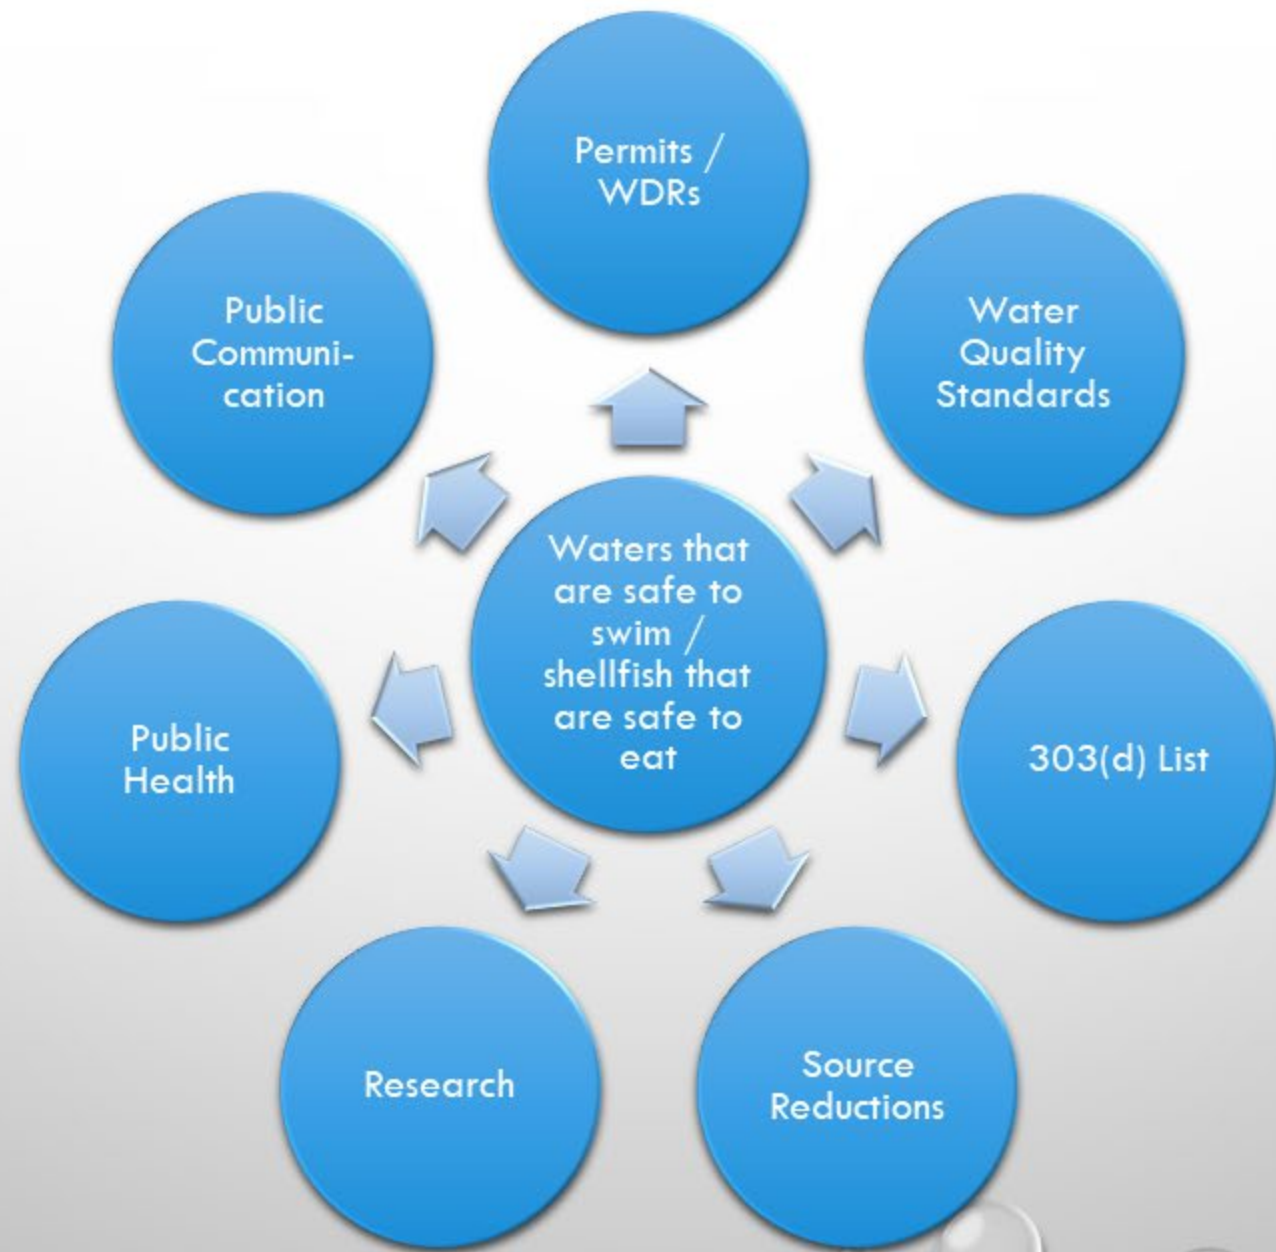 Permits /
WDRs
Water
Quality
Standards
303(d) List
Source
Reductions
Research
Public
Health
Public
Communi-
cation
Waters that
are safe to
swim /
shellfish that
are safe to
eat